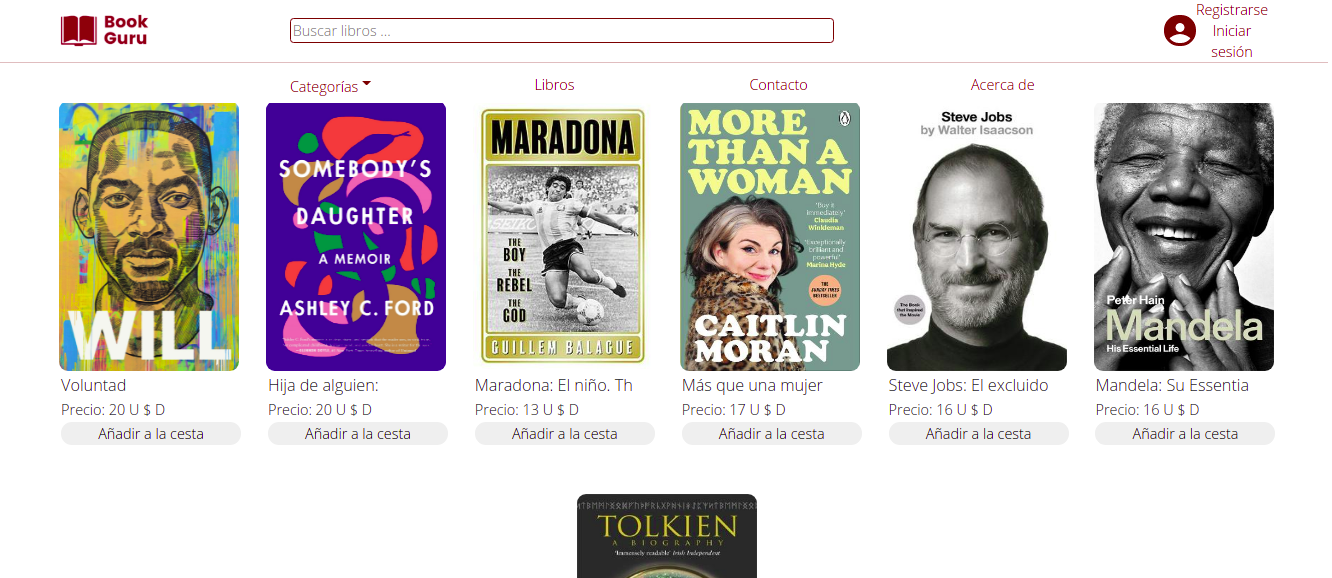 Book
Guru
Buscar libros ...
Registrarse
Iniciar
sesión
Categorías
Libros
Contacto
Acerca de
WILL
SOMEBODY'S
DAUGHTER
A MEMOIR
ASHLEY C. FORD
MARADONA
THE
BOY
THE
REBEL
THE
GOD
GUILLEM BALAGUE
MORE
THAN A
WOMAN
'Buy it
immediately'
Claudia
Winkleman
'Exceptionally
brilliant and
powerful'
Marina Hyde
THE
SUNDAY TIMES
BESTSELLER
CAITLIN
MORAN
Steve Jobs
by Walter Isaacson
The Book
that Inspired
the Movie
Peter Hain
Mandela
His Essential Life
Voluntad
Hija de alguien:
Maradona: El niño. Th
Más que una mujer
Steve Jobs: El excluido
Mandela: Su Essentia
Precio: 20 U $ D
Precio: 20 U $ D
Precio: 13 U $ D
Precio: 17 U $ D
Precio: 16 U $ D
Precio: 16 U $ D
Añadir a la cesta
Añadir a la cesta
Añadir a la cesta
Añadir a la cesta
Añadir a la cesta
Añadir a la cesta
TOLKIEN
A BIOGRAPHY
'Immensely readable' Irish Independent